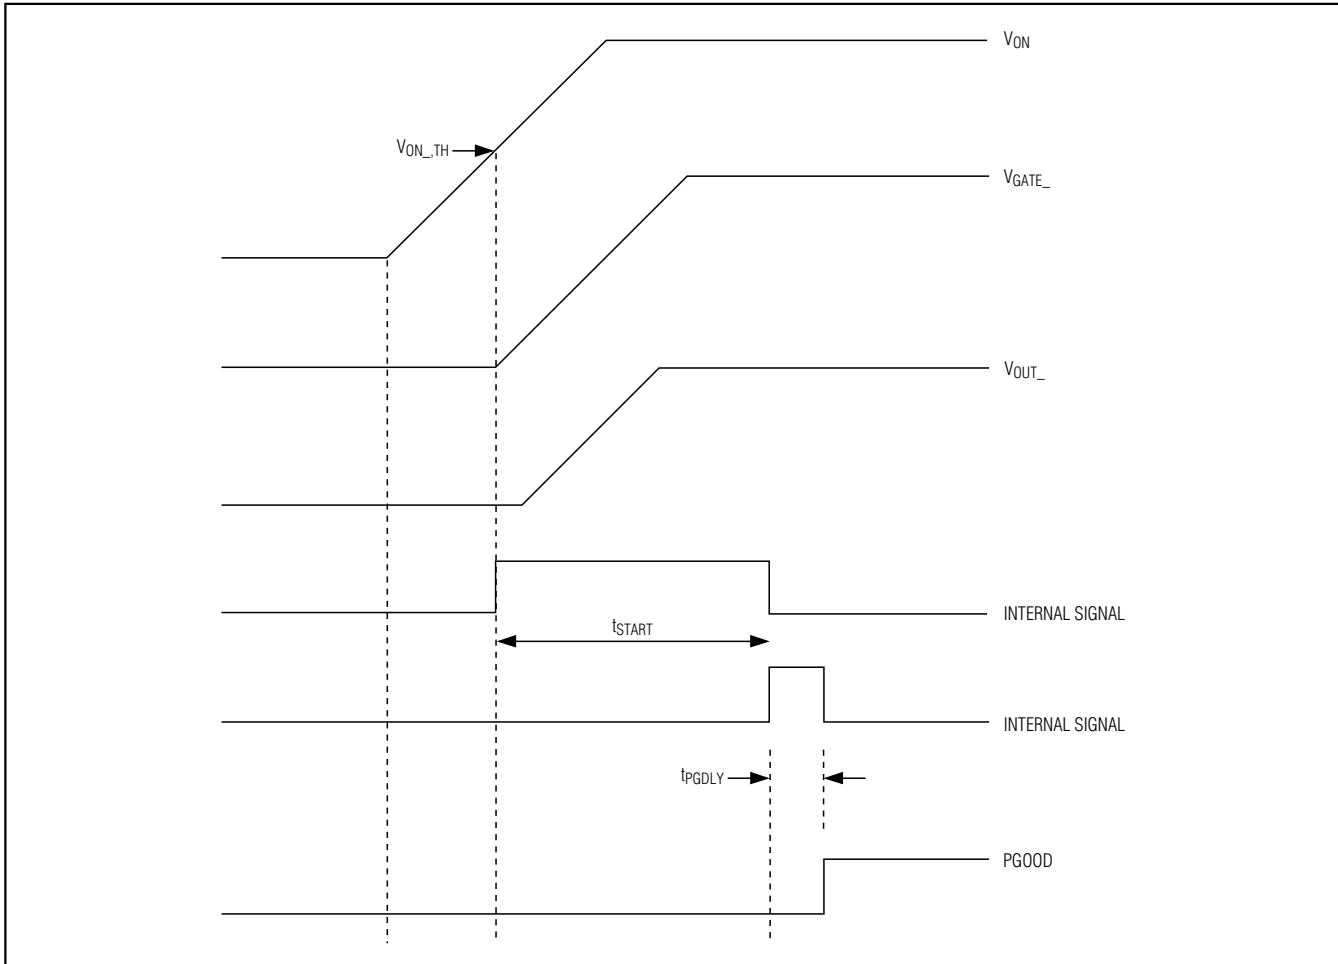 VON
VON_,TH
VGATE_
VOUT_
INTERNAL SIGNAL
tSTART
INTERNAL SIGNAL
tPGDLY
PGOOD